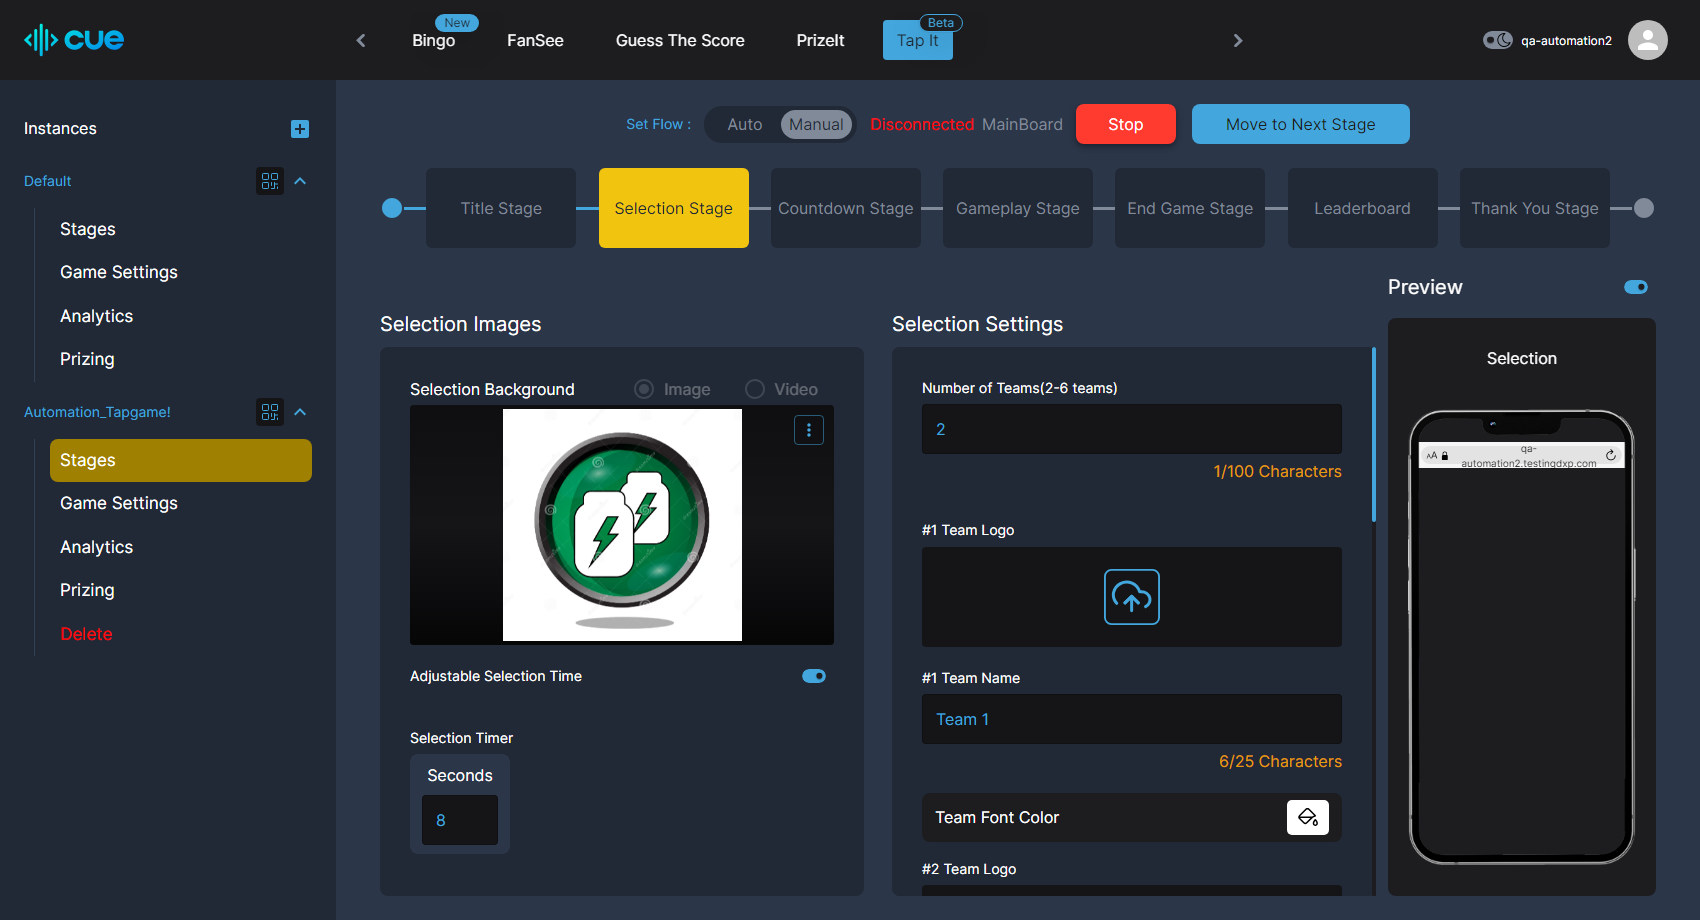 cue
New
Bingo
FanSee
Guess The Score
PrizeIt
Beta
Tap It
qa-automation2
Instances
Default
Stages
Game Settings
Analytics
Prizing
Automation_Tapgame!
Stages
Game Settings
Analytics
Prizing
Delete
Set Flow :
Auto
Manual
Disconnected MainBoard
Stop
Move to Next Stage
Title Stage
Selection Stage
Countdown Stage
Gameplay Stage
End Game Stage
Leaderboard
Thank You Stage
Selection Images
Selection Background
Image
Video
Adjustable Selection Time
Selection Timer
Seconds
8
Selection Settings
Number of Teams(2-6 teams)
2
1/100 Characters
#1 Team Logo
#1 Team Name
Team 1
6/25 Characters
Team Font Color
#2 Team Logo
Preview
Selection
AA
qa-
automation2.testingdxp.com